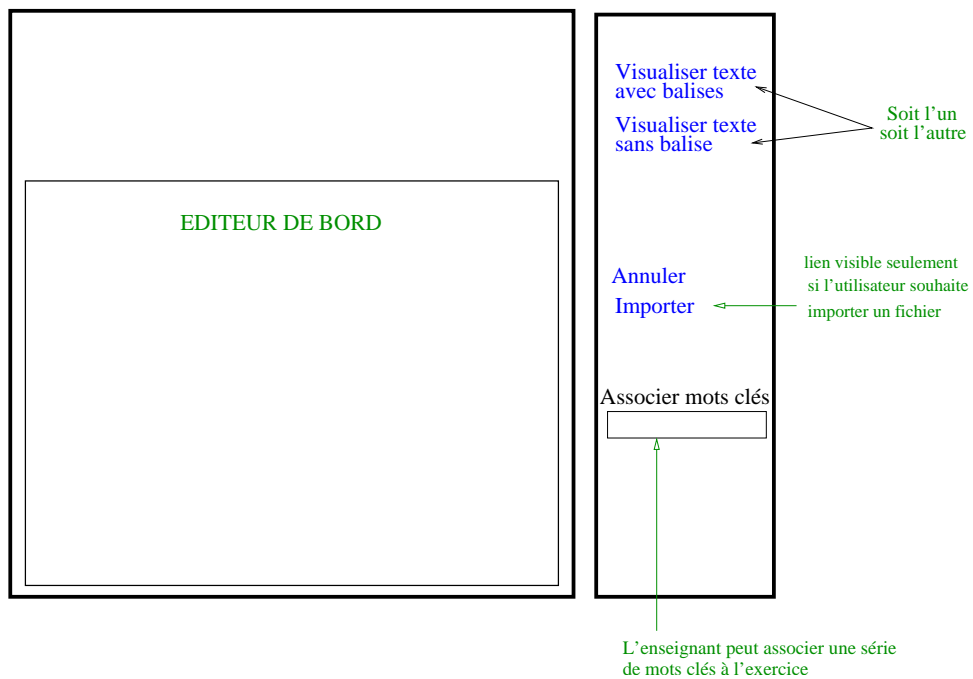 EDITEUR DE BORD
Visualiser texte
avec balises
Visualiser texte
sans balise
Soit l'un
soit l'autre
Annuler
Importer
lien visible seulement
si l'utilisateur souhaite
importer un fichier
Associer mots clés
L'enseignant peut associer une série
de mots clés à l'exercice